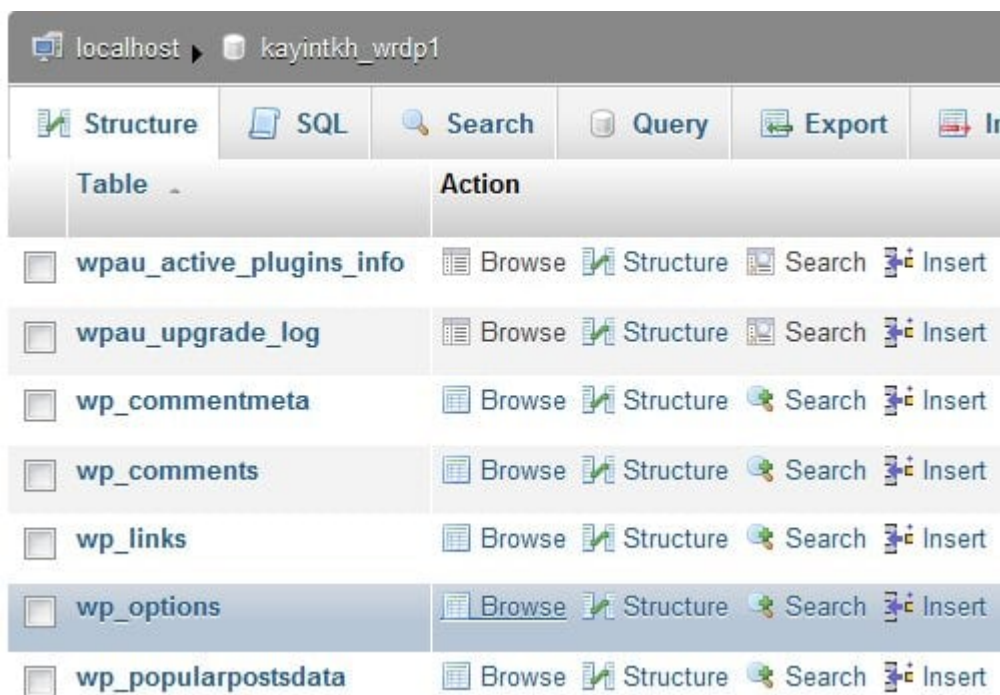 localhost kayintkh_wrdp1
Structure SQL Search Query Export
Table Action
wpau_active_plugins_info Browse Structure Search Insert
wpau_upgrade_log Browse Structure Search Insert
wp_commentmeta Browse Structure Search Insert
wp_comments Browse Structure Search Insert
wp_links Browse Structure Search Insert
wp_options Browse Structure Search Insert
wp_popularpostsdata Browse Structure Search Insert